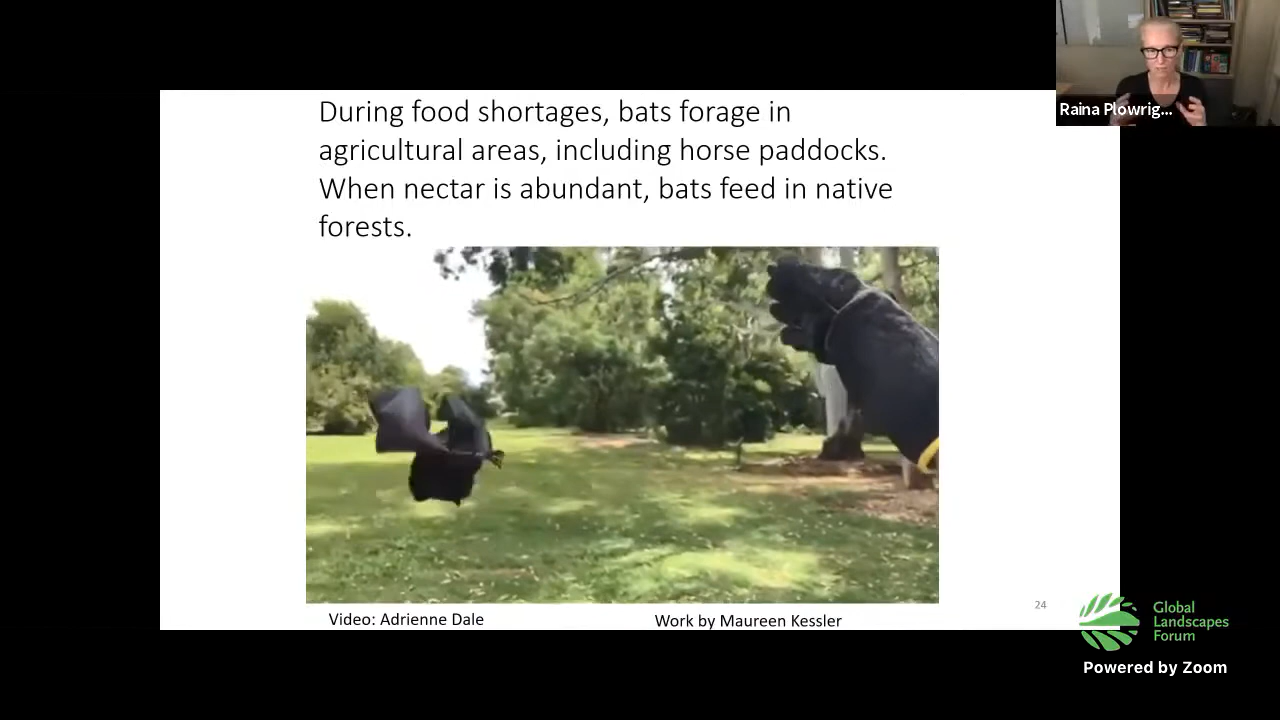 Raina Plowrig...
During food shortages, bats forage in
agricultural areas, including horse paddocks.
When nectar is abundant, bats feed in native
forests.
Video: Adrienne Dale
Work by Maureen Kessler
24
Global
Landscapes
Forum
Powered by Zoom